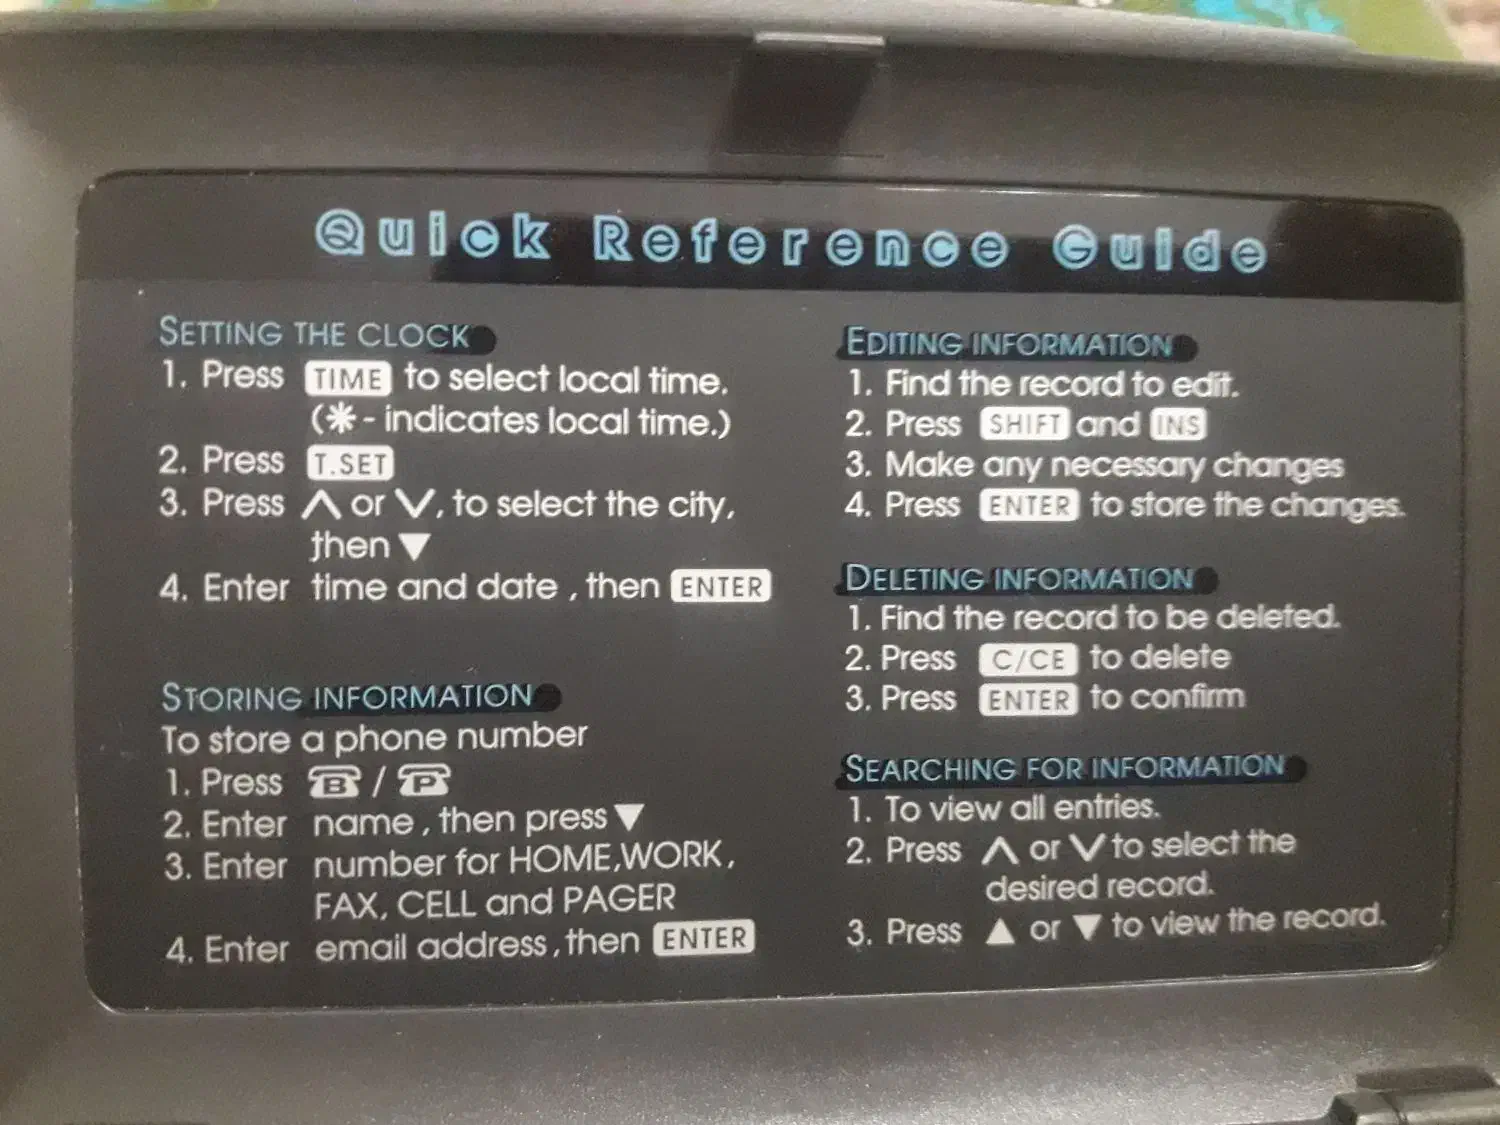 Quick Reference Guide
SETTING THE CLOCK
1. Press TIME to select local time.
(✱ - indicates local time.)
2. Press T.SET
3. Press ∧ or ∨, to select the city,
then ▼
4. Enter time and date , then ENTER
STORING INFORMATION
To store a phone number
1. Press ☎B / ☎P
2. Enter name , then press ▼
3. Enter number for HOME,WORK,
FAX, CELL and PAGER
4. Enter email address, then ENTER
EDITING INFORMATION
1. Find the record to edit.
2. Press SHIFT and INS
3. Make any necessary changes
4. Press ENTER to store the changes.
DELETING INFORMATION
1. Find the record to be deleted.
2. Press C/CE to delete
3. Press ENTER to confirm
SEARCHING FOR INFORMATION
1. To view all entries.
2. Press ∧ or ∨ to select the
desired record.
3. Press ▲ or ▼ to view the record.